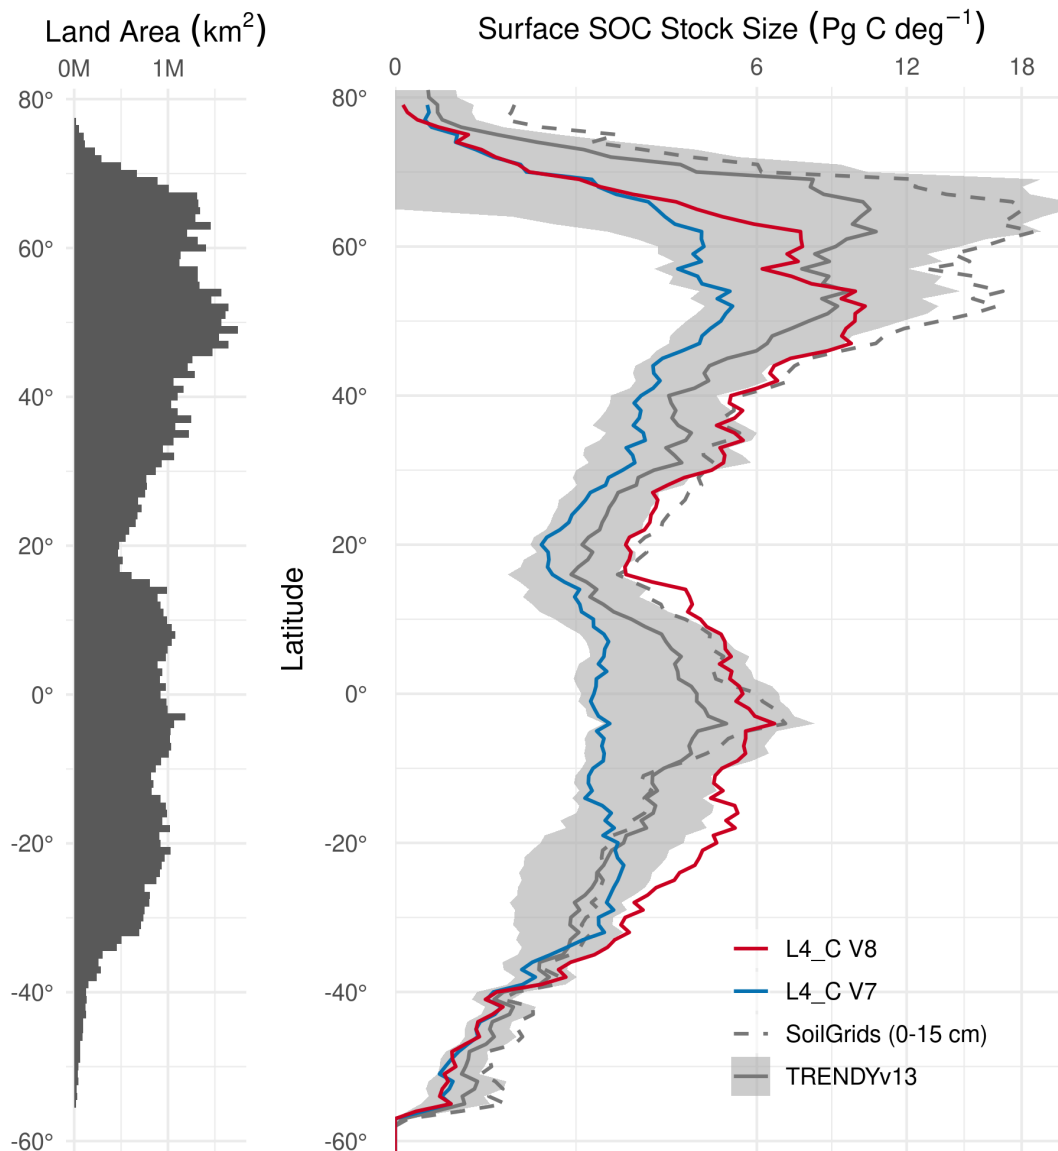 Land Area (km²)
0M 1M
80°
60°
40°
20°
0°
-20°
-40°
-60°
Surface SOC Stock Size (Pg C deg⁻¹)
0 6 12 18
Latitude
80°
60°
40°
20°
0°
-20°
-40°
-60°
L4_C V8
L4_C V7
SoilGrids (0-15 cm)
TRENDYv13